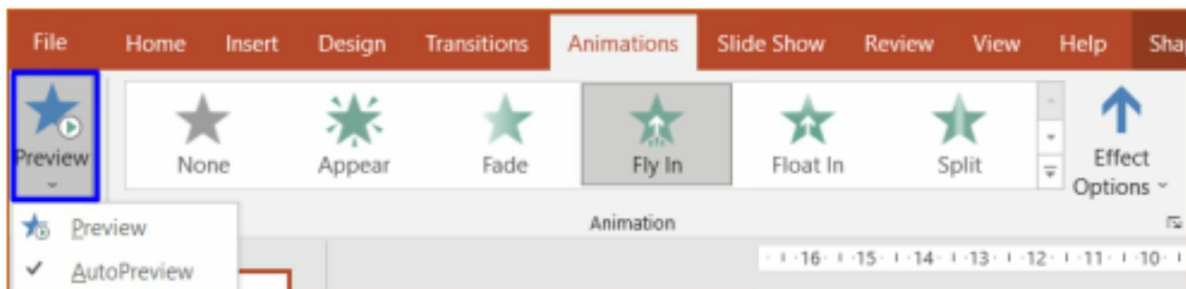 File Home Insert Design Transitions Animations Slide Show Review View Help
Preview None Appear Fade Fly In Float In Split Effect
Options
Animation
Preview
AutoPreview
16 15 14 13 12 11 10